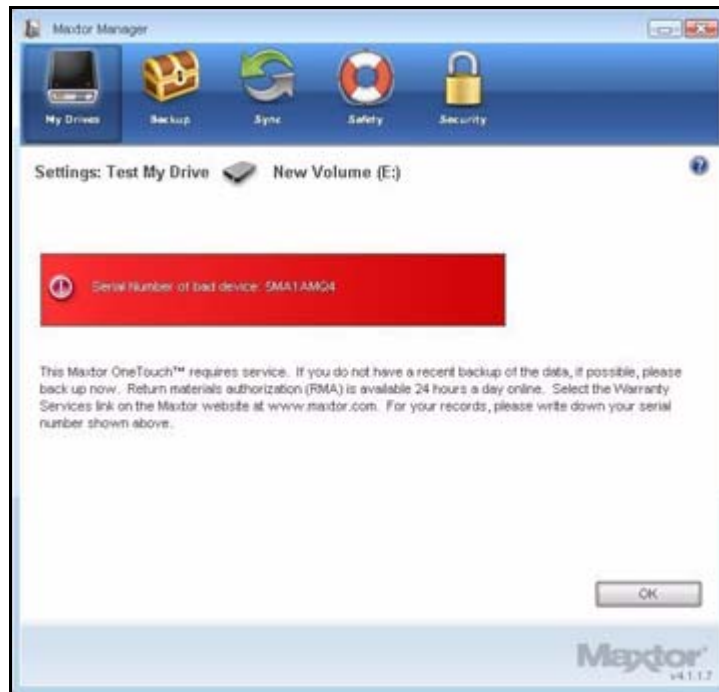 Maxtor Manager
My Drives Backup Sync Safety Security
Settings: Test My Drive New Volume (E:)
Serial Number of bad device: 5MA1AMQ4
This Maxtor OneTouch™ requires service. If you do not have a recent backup of the data, if possible, please
back up now. Return materials authorization (RMA) is available 24 hours a day online. Select the Warranty
Services link on the Maxtor website at www.maxtor.com. For your records, please write down your serial
number shown above.
OK
Maxtor
v4.1.1.7